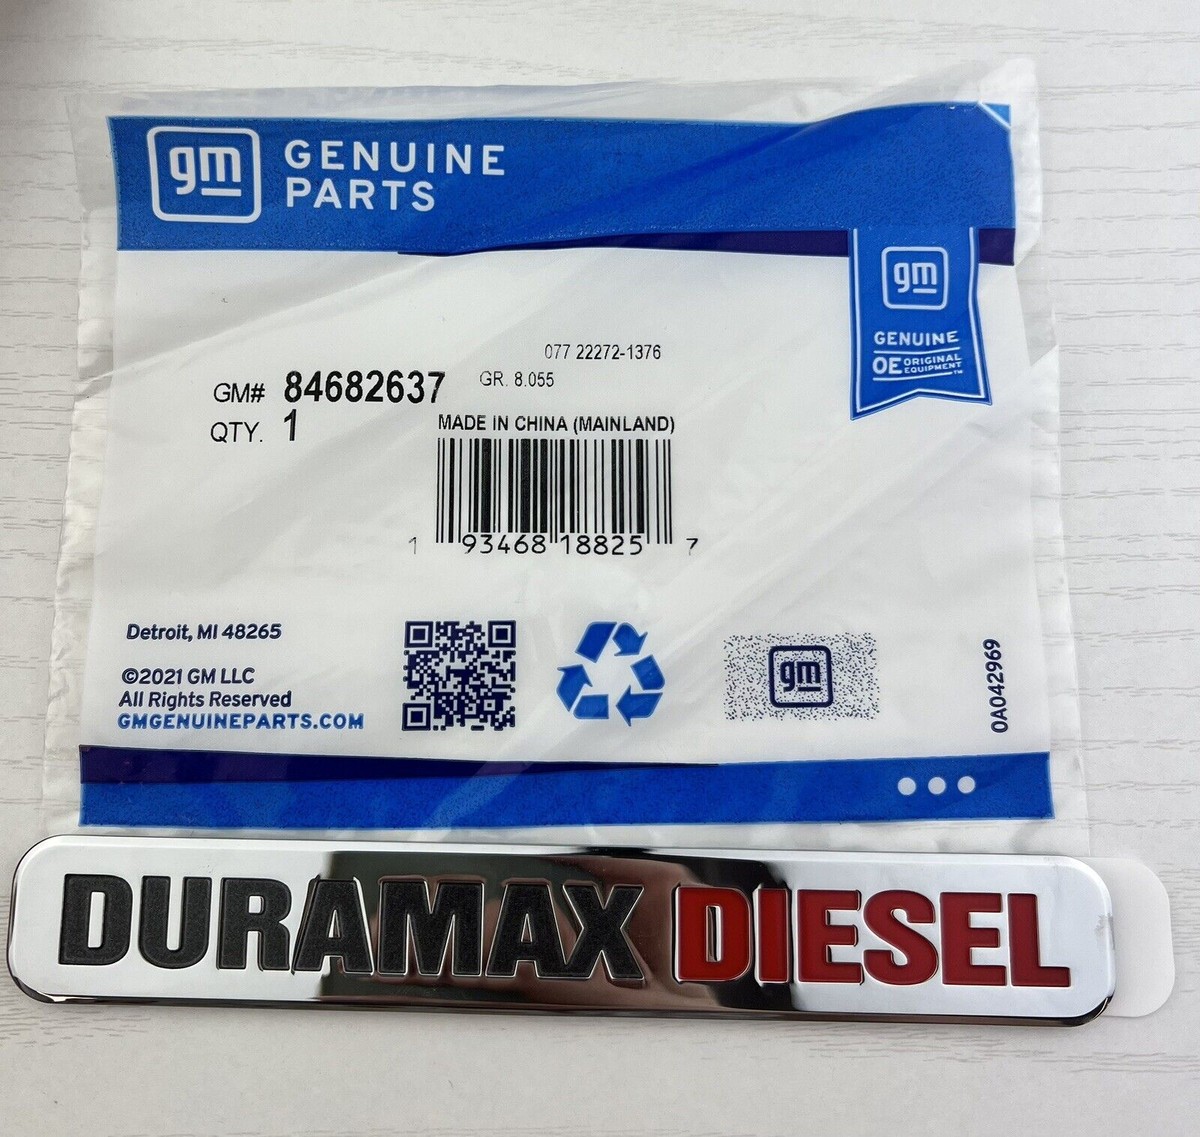 gm GENUINE
PARTS
gm
GENUINE
OE ORIGINAL
EQUIPMENT™
077 22272-1376
GM# 84682637 GR. 8.055
QTY. 1
MADE IN CHINA (MAINLAND)
1 93468 18825 7
Detroit, MI 48265
©2021 GM LLC
All Rights Reserved
GMGENUINEPARTS.COM
gm
0A042969
DURAMAX DIESEL